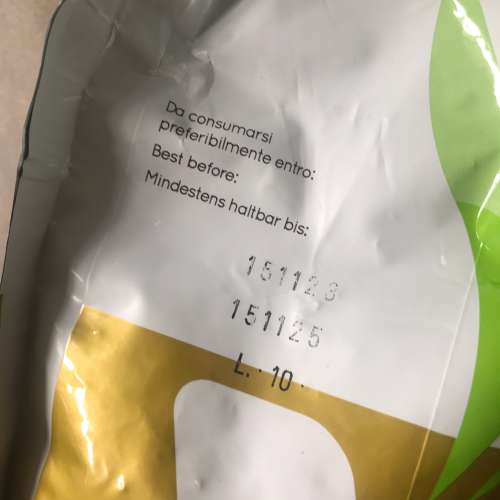 Da consumarsi
preferibilmente entro:
Best before:
Mindestens haltbar bis:
151123
151125
L. · 10 ·